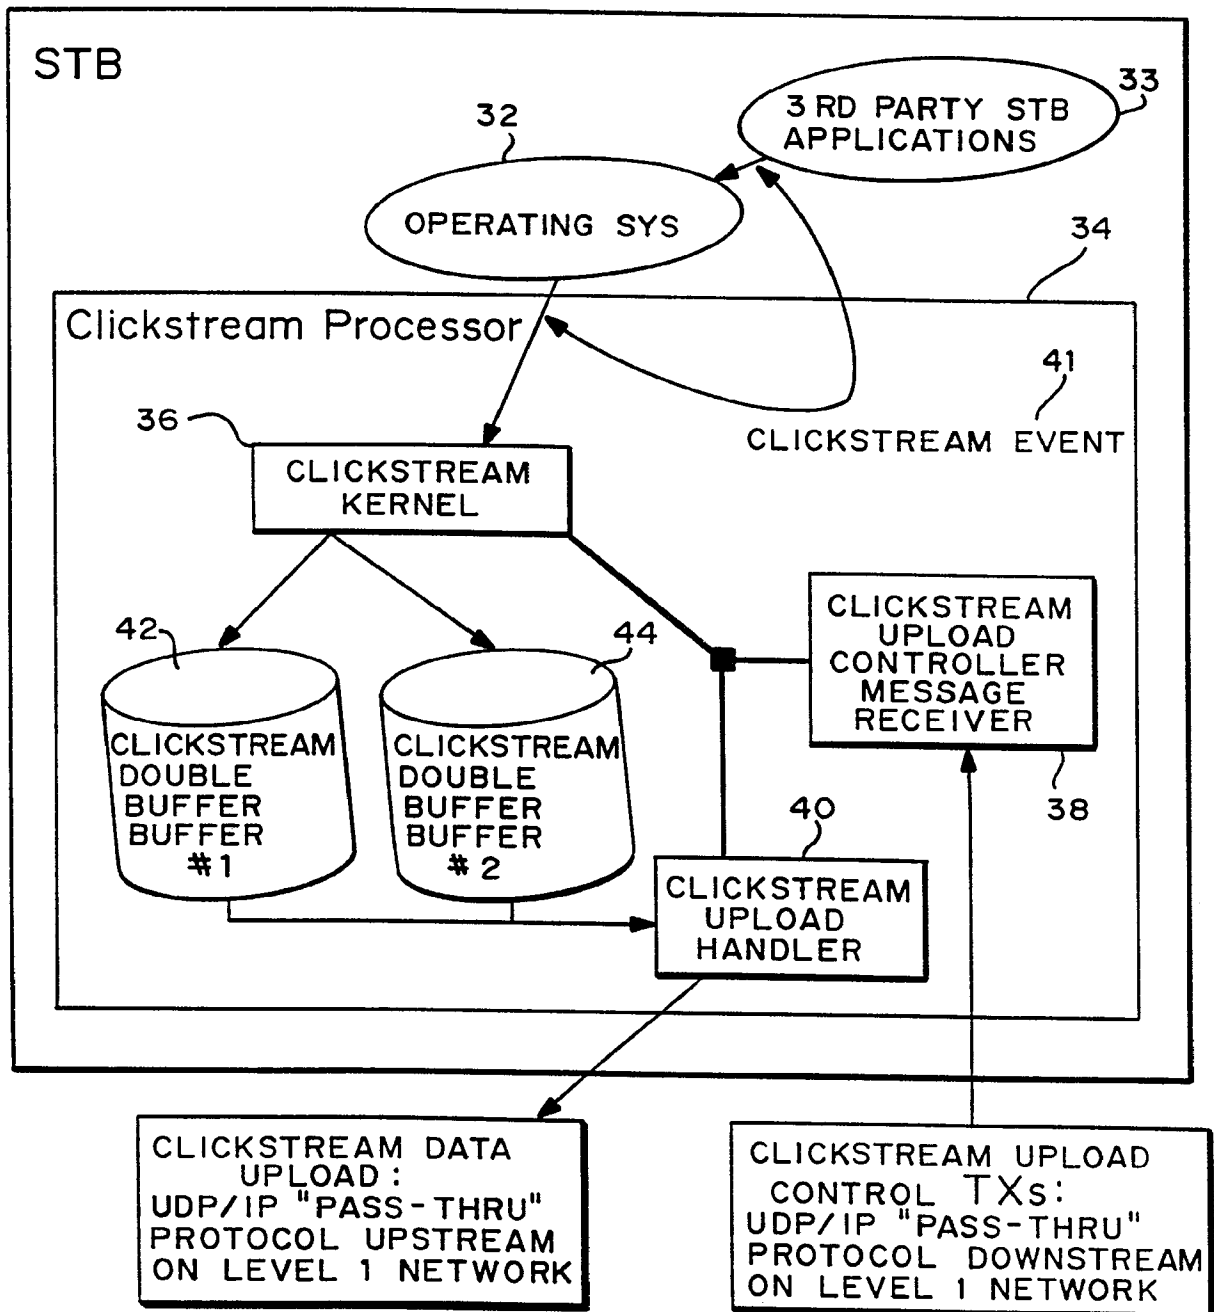 STB
33
3 RD PARTY STB
APPLICATIONS
32
OPERATING SYS
34
Clickstream Processor
41
CLICKSTREAM EVENT
36
CLICKSTREAM
KERNEL
CLICKSTREAM
UPLOAD
CONTROLLER
MESSAGE
RECEIVER
38
42
CLICKSTREAM
DOUBLE
BUFFER
BUFFER
#1
44
CLICKSTREAM
DOUBLE
BUFFER
BUFFER
#2
40
CLICKSTREAM
UPLOAD
HANDLER
CLICKSTREAM DATA
UPLOAD:
UDP/IP "PASS-THRU"
PROTOCOL UPSTREAM
ON LEVEL 1 NETWORK
CLICKSTREAM UPLOAD
CONTROL TXs:
UDP/IP "PASS-THRU"
PROTOCOL DOWNSTREAM
ON LEVEL 1 NETWORK